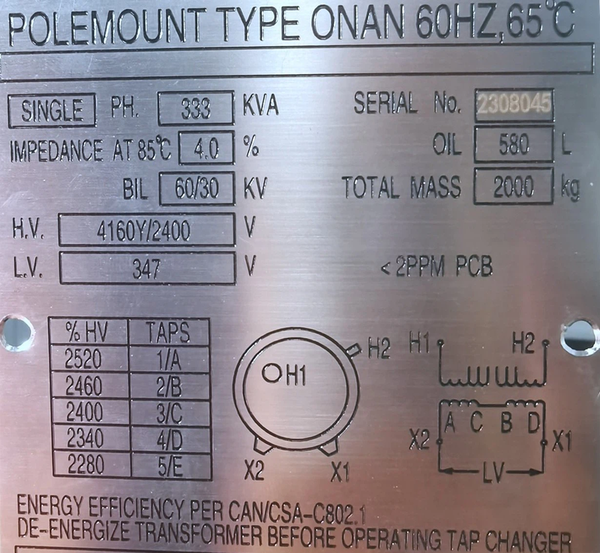 POLEMOUNT TYPE ONAN 60HZ, 65℃
SINGLE PH. 333 KVA SERIAL No. 2308045
IMPEDANCE AT 85℃ 4.0 % OIL 580 L
BIL 60/30 KV TOTAL MASS 2000 kg
H.V. 4160Y/2400 V
L.V. 347 V <2PPM PCB
% HV TAPS
2520 1/A
2460 2/B
2400 3/C
2340 4/D
2280 5/E
H2
H1
X2 X1
H1 H2
A C B D
X2 X1
LV
ENERGY EFFICIENCY PER CAN/CSA-C802.1
DE-ENERGIZE TRANSFORMER BEFORE OPERATING TAP CHANGER